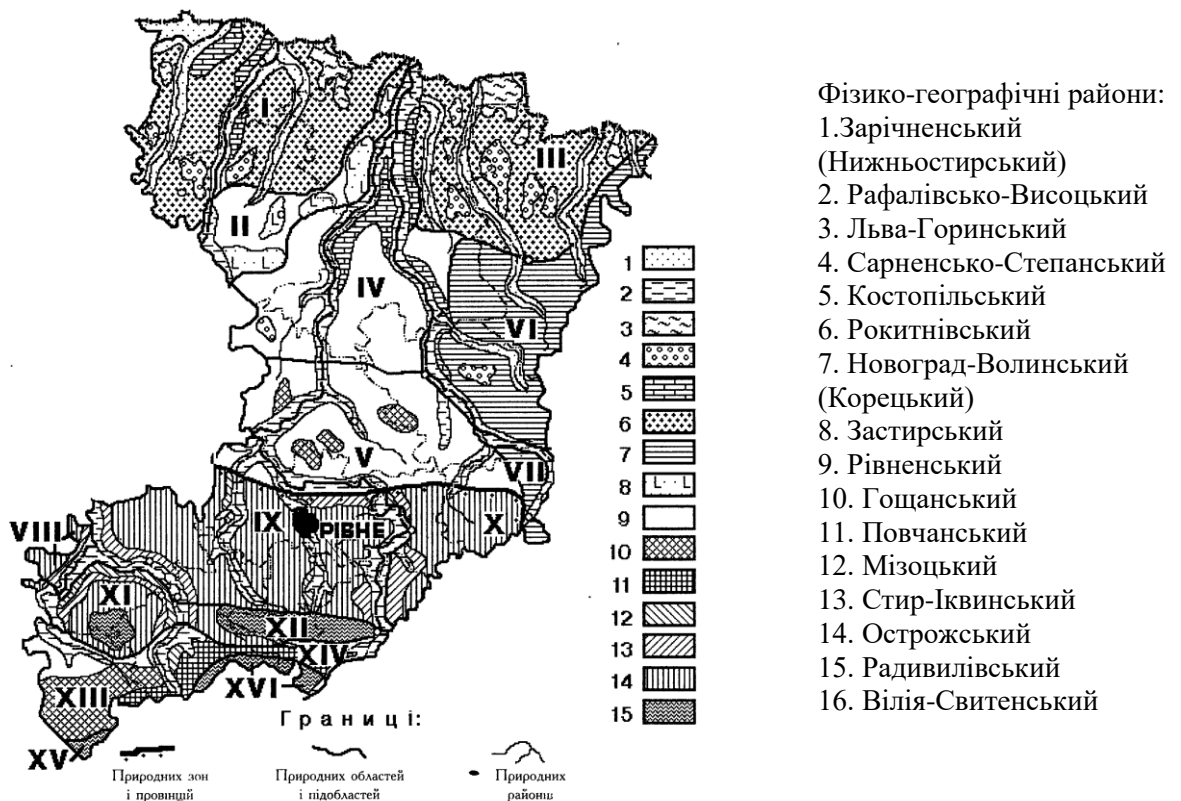 I
II
III
IV
VI
V
VII
VIII
IX
РІВНЕ
X
XI
XII
XIV
XIII
XVI
XV
1
2
3
4
5
6
7
8
9
10
11
12
13
14
15
Границі:
Природних зон
і провінцій
Природних областей
і підобластей
Природних
районів
Фізико-географічні райони:
1.Зарічненський
(Нижньостирський)
2. Рафалівсько-Висоцький
3. Льва-Горинський
4. Сарненсько-Степанський
5. Костопільський
6. Рокитнівський
7. Новоград-Волинський
(Корецький)
8. Застирський
9. Рівненський
10. Гощанський
11. Повчанський
12. Мізоцький
13. Стир-Іквинський
14. Острожський
15. Радивилівський
16. Вілія-Свитенський